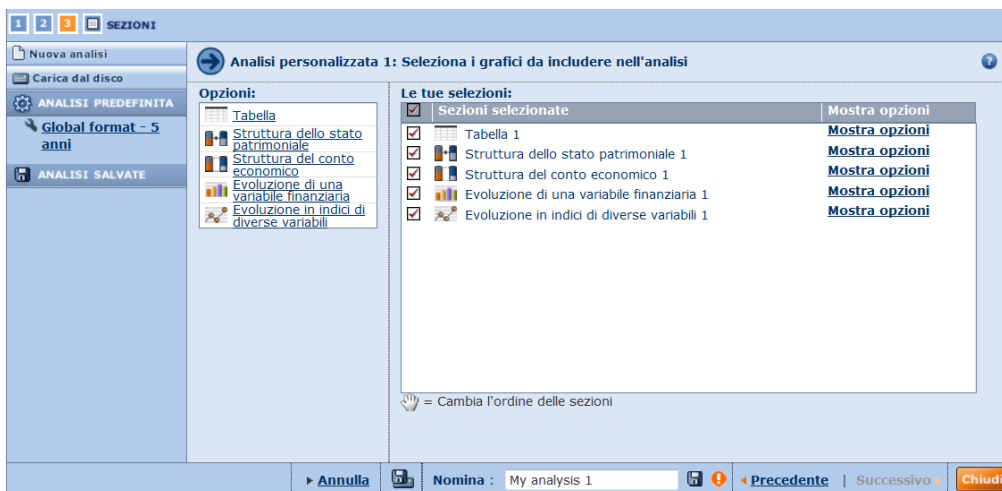 1 2 3 SEZIONI
Nuova analisi
Carica dal disco
ANALISI PREDEFINITA
Global format - 5
anni
ANALISI SALVATE
Analisi personalizzata 1: Seleziona i grafici da includere nell'analisi
?
Opzioni:
Tabella
Struttura dello stato
patrimoniale
Struttura del conto
economico
Evoluzione di una
variabile finanziaria
Evoluzione in indici di
diverse variabili
Le tue selezioni:
Sezioni selezionate Mostra opzioni
Tabella 1 Mostra opzioni
Struttura dello stato patrimoniale 1 Mostra opzioni
Struttura del conto economico 1 Mostra opzioni
Evoluzione di una variabile finanziaria 1 Mostra opzioni
Evoluzione in indici di diverse variabili 1 Mostra opzioni
= Cambia l'ordine delle sezioni
Annulla Nomina : My analysis 1 ! Precedente | Successivo Chiudi